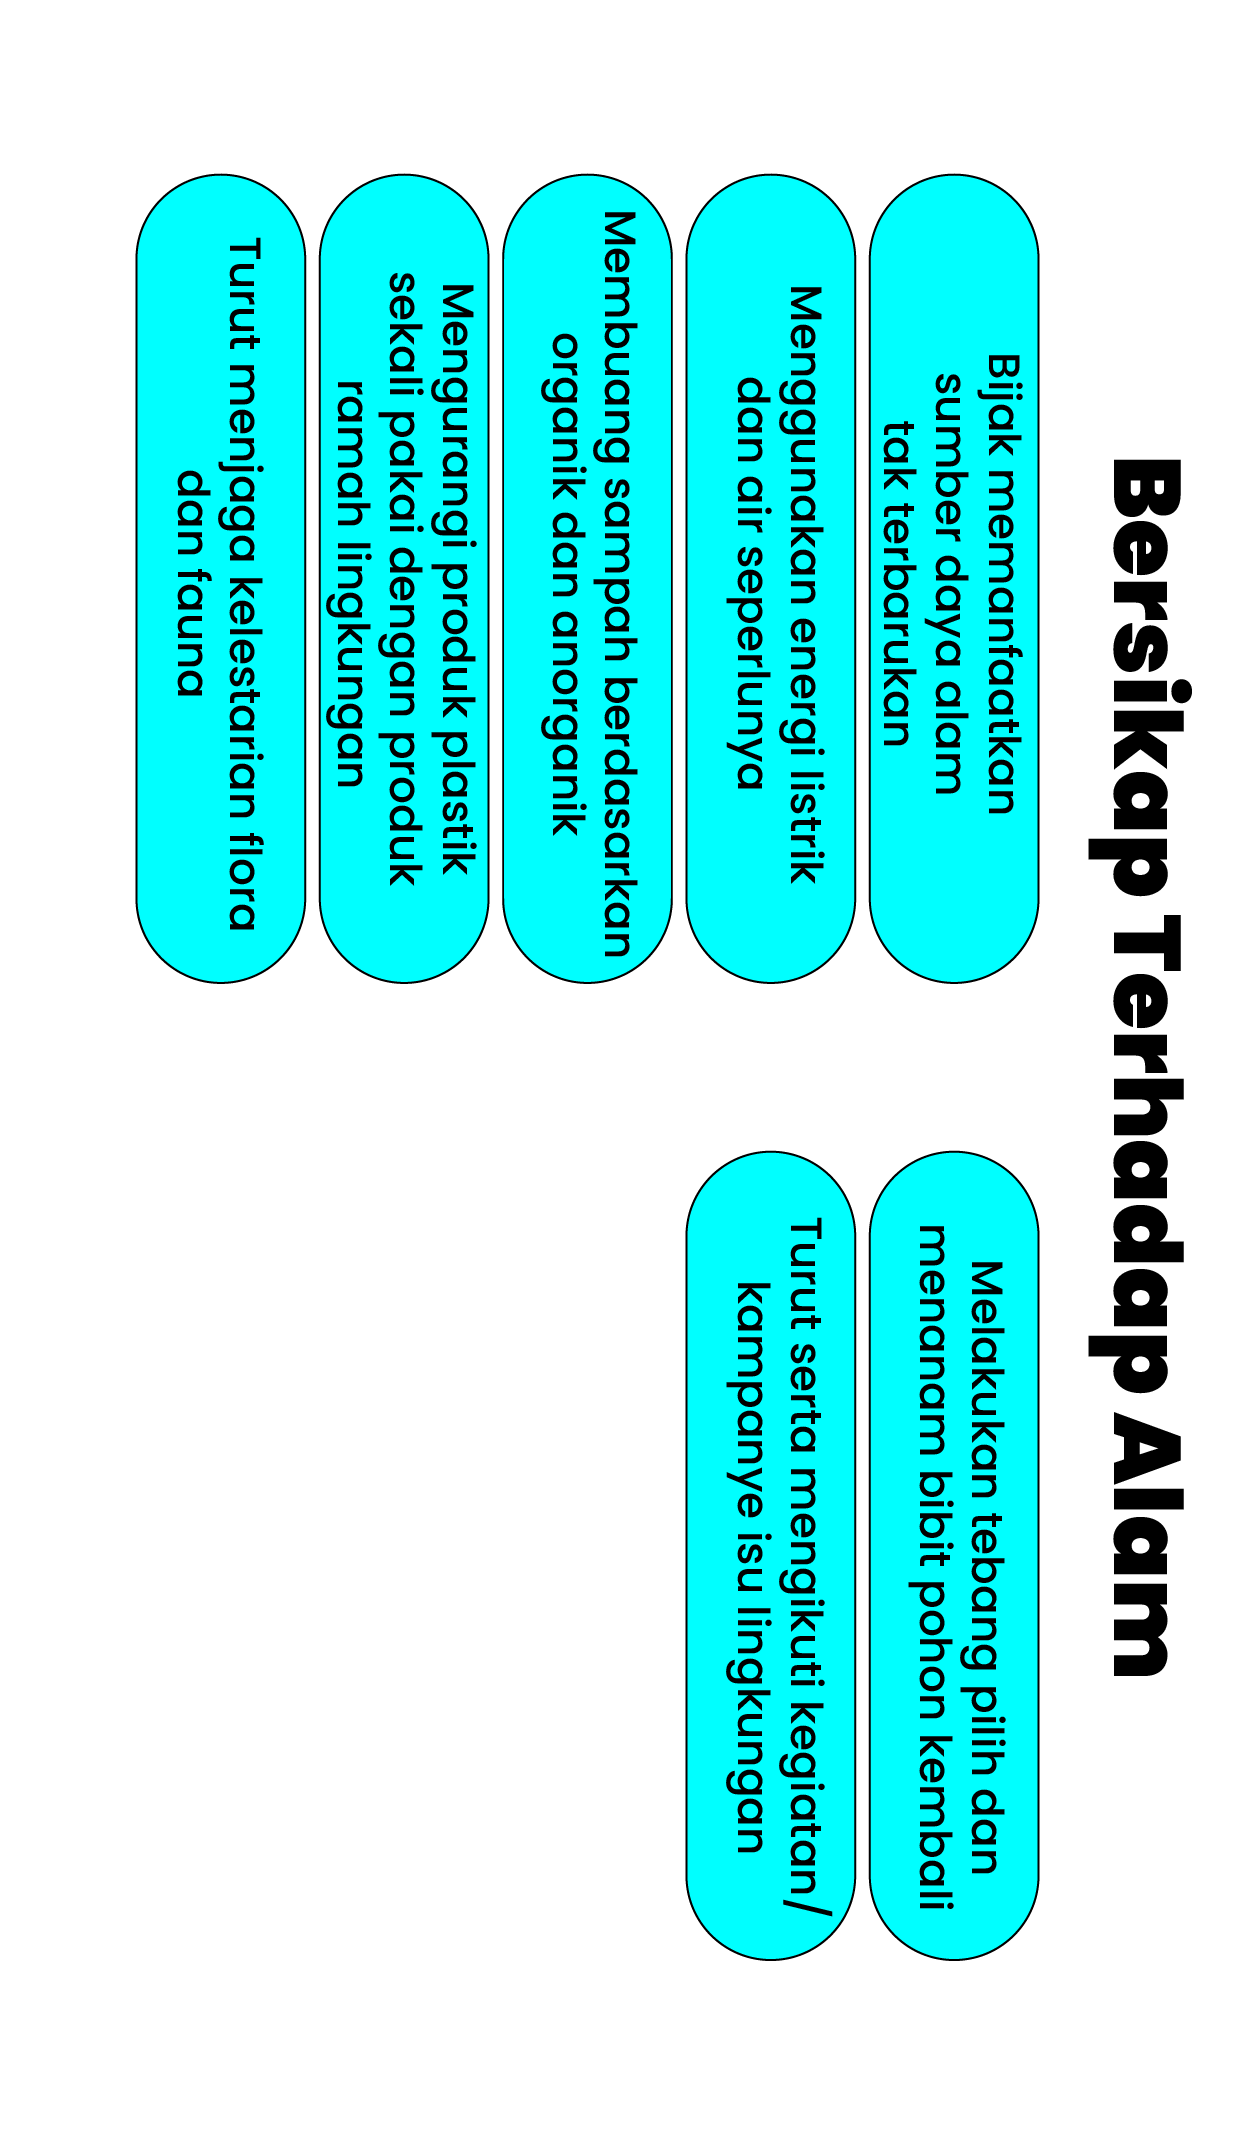 Bersikap Terhadap Alam
Bijak memanfaatkan
sumber daya alam
tak terbarukan
Menggunakan energi listrik
dan air seperlunya
Membuang sampah berdasarkan
organik dan anorganik
Mengurangi produk plastik
sekali pakai dengan produk
ramah lingkungan
Turut menjaga kelestarian flora
dan fauna
Melakukan tebang pilih dan
menanam bibit pohon kembali
Turut serta mengikuti kegiatan/
kampanye isu lingkungan